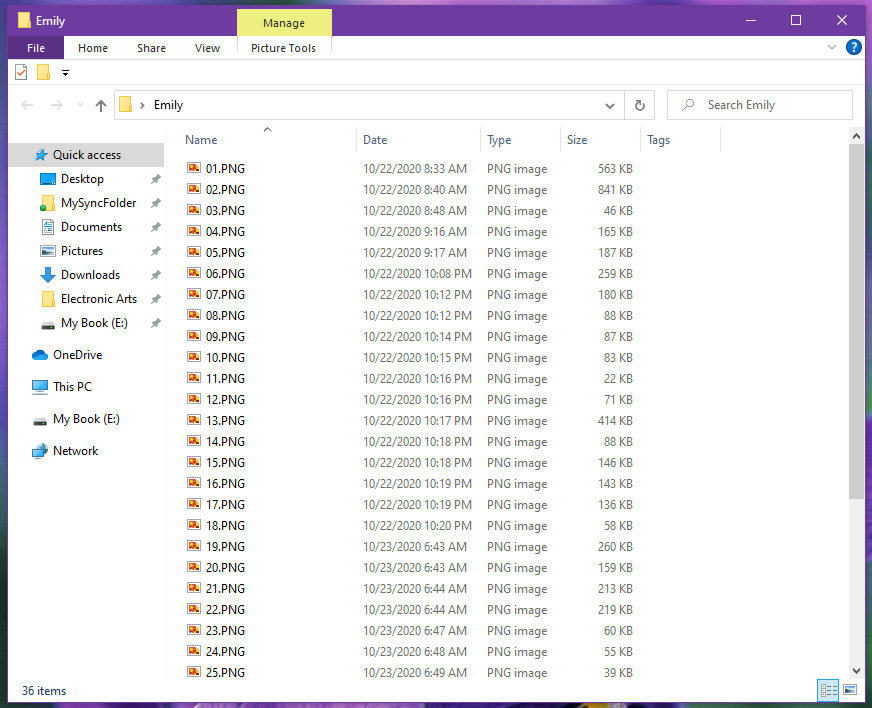 Emily
Manage
File Home Share View Picture Tools
?
Emily
Search Emily
Name Date Type Size Tags
Quick access
Desktop
MySyncFolder
Documents
Pictures
Downloads
Electronic Arts
My Book (E:)
OneDrive
This PC
My Book (E:)
Network
01.PNG 10/22/2020 8:33 AM PNG image 563 KB
02.PNG 10/22/2020 8:40 AM PNG image 841 KB
03.PNG 10/22/2020 8:48 AM PNG image 46 KB
04.PNG 10/22/2020 9:16 AM PNG image 165 KB
05.PNG 10/22/2020 9:17 AM PNG image 187 KB
06.PNG 10/22/2020 10:08 PM PNG image 259 KB
07.PNG 10/22/2020 10:12 PM PNG image 180 KB
08.PNG 10/22/2020 10:12 PM PNG image 88 KB
09.PNG 10/22/2020 10:14 PM PNG image 87 KB
10.PNG 10/22/2020 10:15 PM PNG image 83 KB
11.PNG 10/22/2020 10:16 PM PNG image 22 KB
12.PNG 10/22/2020 10:16 PM PNG image 71 KB
13.PNG 10/22/2020 10:17 PM PNG image 414 KB
14.PNG 10/22/2020 10:18 PM PNG image 88 KB
15.PNG 10/22/2020 10:18 PM PNG image 146 KB
16.PNG 10/22/2020 10:19 PM PNG image 143 KB
17.PNG 10/22/2020 10:19 PM PNG image 136 KB
18.PNG 10/22/2020 10:20 PM PNG image 58 KB
19.PNG 10/23/2020 6:43 AM PNG image 260 KB
20.PNG 10/23/2020 6:43 AM PNG image 159 KB
21.PNG 10/23/2020 6:44 AM PNG image 213 KB
22.PNG 10/23/2020 6:44 AM PNG image 219 KB
23.PNG 10/23/2020 6:47 AM PNG image 60 KB
24.PNG 10/23/2020 6:48 AM PNG image 55 KB
25.PNG 10/23/2020 6:49 AM PNG image 39 KB
36 items